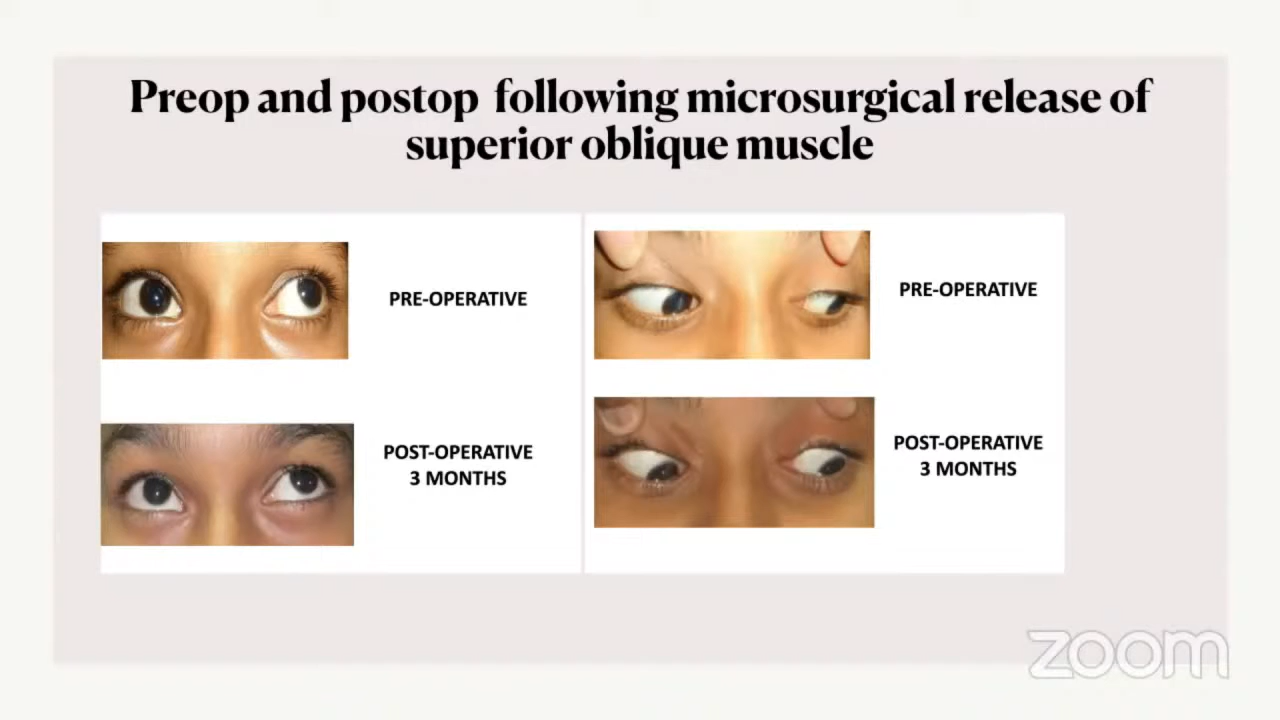 Preop and postop following microsurgical release of
superior oblique muscle
PRE-OPERATIVE
PRE-OPERATIVE
POST-OPERATIVE
3 MONTHS
POST-OPERATIVE
3 MONTHS
zoom